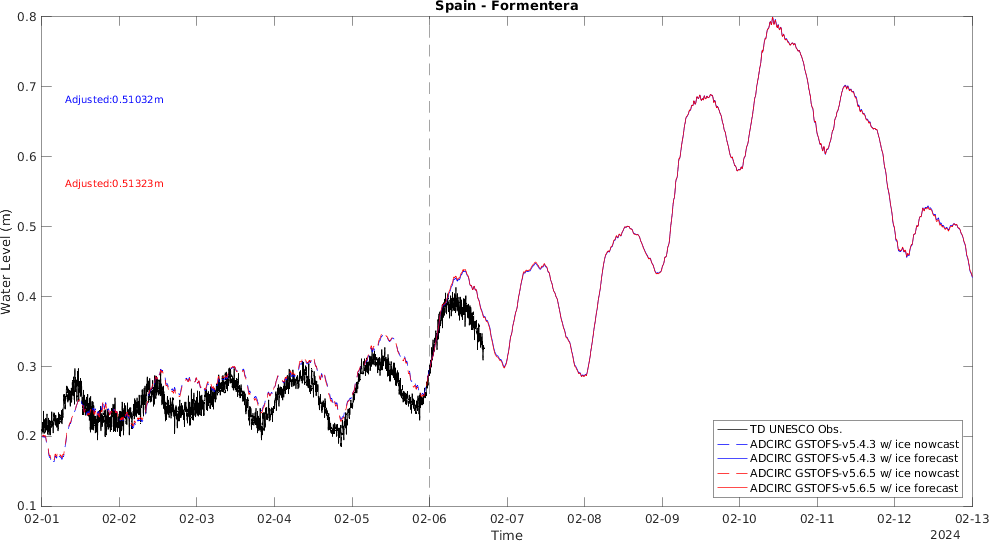 Spain - Formentera
0.8
0.7
0.6
0.5
0.4
0.3
0.2
0.1
Water Level (m)
Adjusted:0.51032m
Adjusted:0.51323m
TD UNESCO Obs.
ADCIRC GSTOFS-v5.4.3 w/ ice nowcast
ADCIRC GSTOFS-v5.4.3 w/ ice forecast
ADCIRC GSTOFS-v5.6.5 w/ ice nowcast
ADCIRC GSTOFS-v5.6.5 w/ ice forecast
02-01 02-02 02-03 02-04 02-05 02-06 02-07 02-08 02-09 02-10 02-11 02-12 02-13
Time
2024